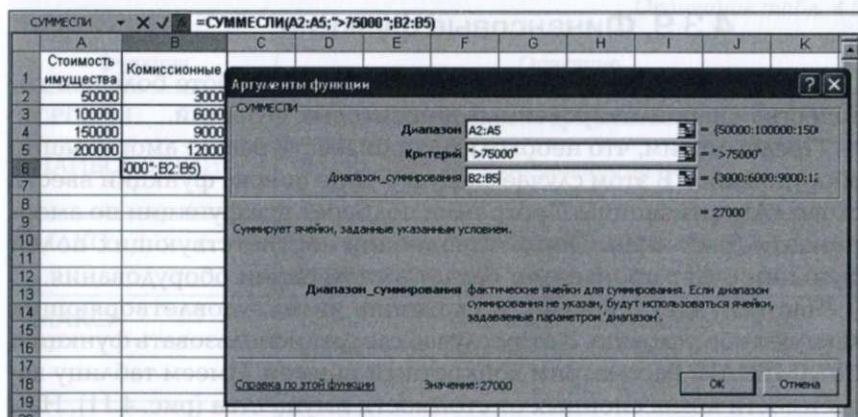 СУММЕСЛИ =СУММЕСЛИ(A2:A5;">75000";B2:B5)
A B C D E F G H I J K
1 Стоимость имущества Комиссионные
2 50000 3000
3 100000 6000
4 150000 9000
5 200000 12000
6 .000";B2:B5)
7
8
9
10
11
12
13
14
15
16
17
18
19
Аргументы функции
СУММЕСЛИ
Диапазон A2:A5 = {50000:100000:150(
Критерий ">75000" = ">75000"
Диапазон_суммирования B2:B5 = {3000:6000:9000:12
= 27000
Суммирует ячейки, заданные указанным условием.
Диапазон_суммирования фактические ячейки для суммирования. Если диапазон
суммирования не указан, будут использоваться ячейки,
задаваемые параметром 'диапазон'.
Справка по этой функции Значение:27000 OK Отмена